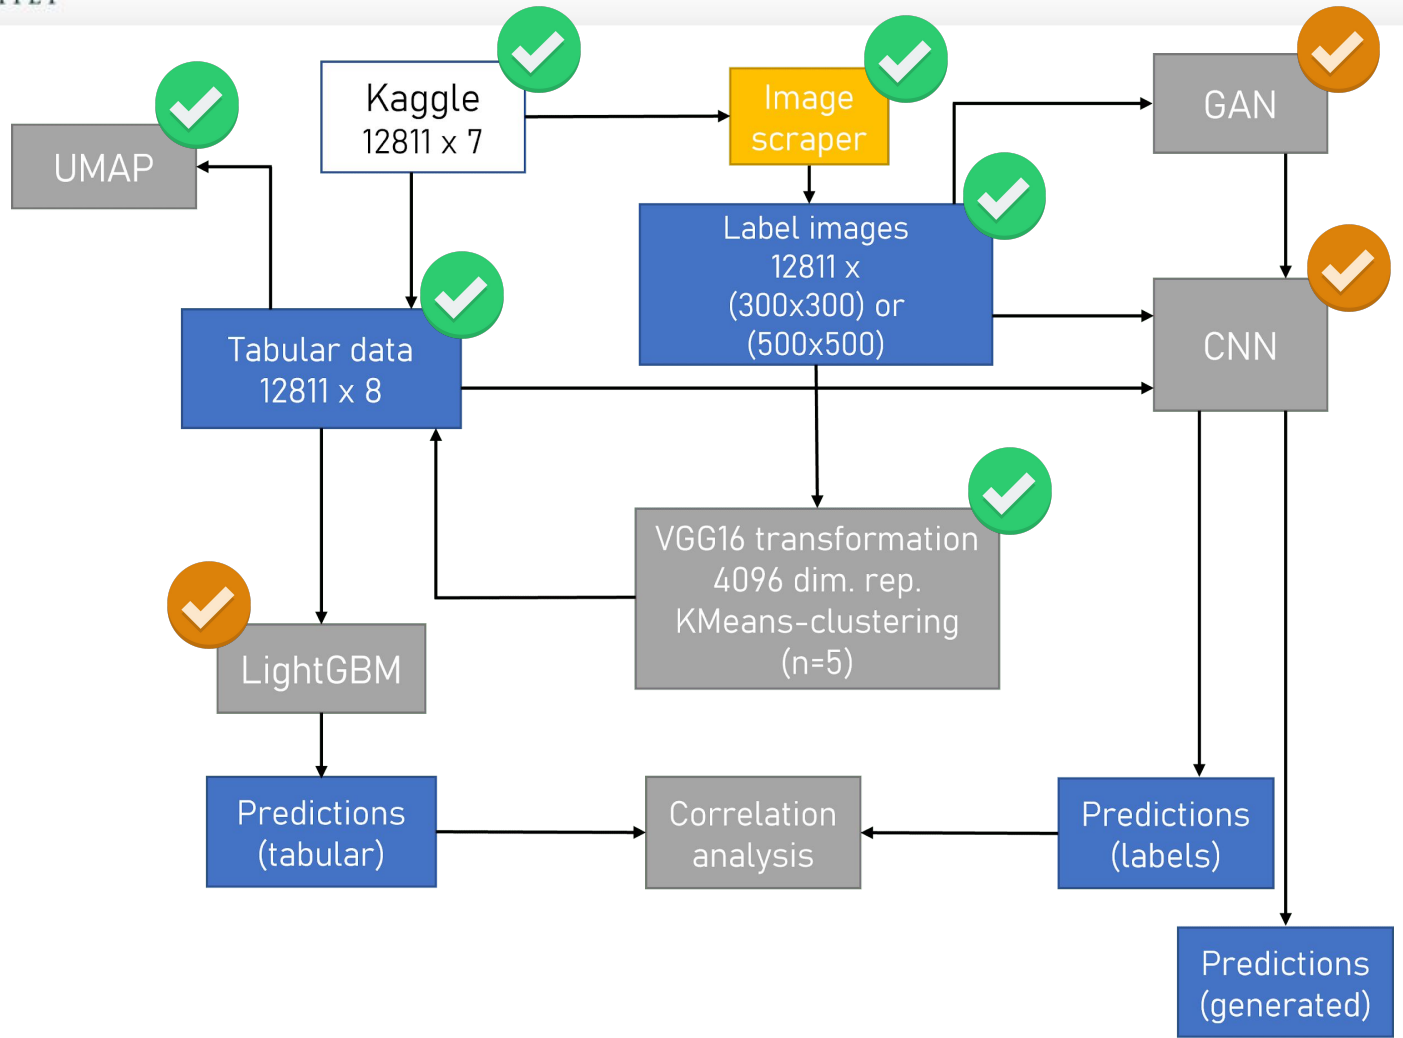 Kaggle
12811 x 7
Image
scraper
GAN
UMAP
Label images
12811 x
(300x300) or
(500x500)
CNN
Tabular data
12811 x 8
VGG16 transformation
4096 dim. rep.
KMeans-clustering
(n=5)
LightGBM
Predictions
(tabular)
Correlation
analysis
Predictions
(labels)
Predictions
(generated)